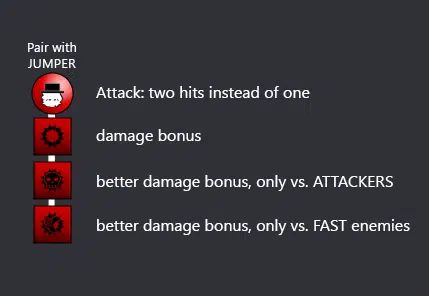 Pair with
JUMPER
Attack: two hits instead of one
damage bonus
better damage bonus, only vs. ATTACKERS
better damage bonus, only vs. FAST enemies